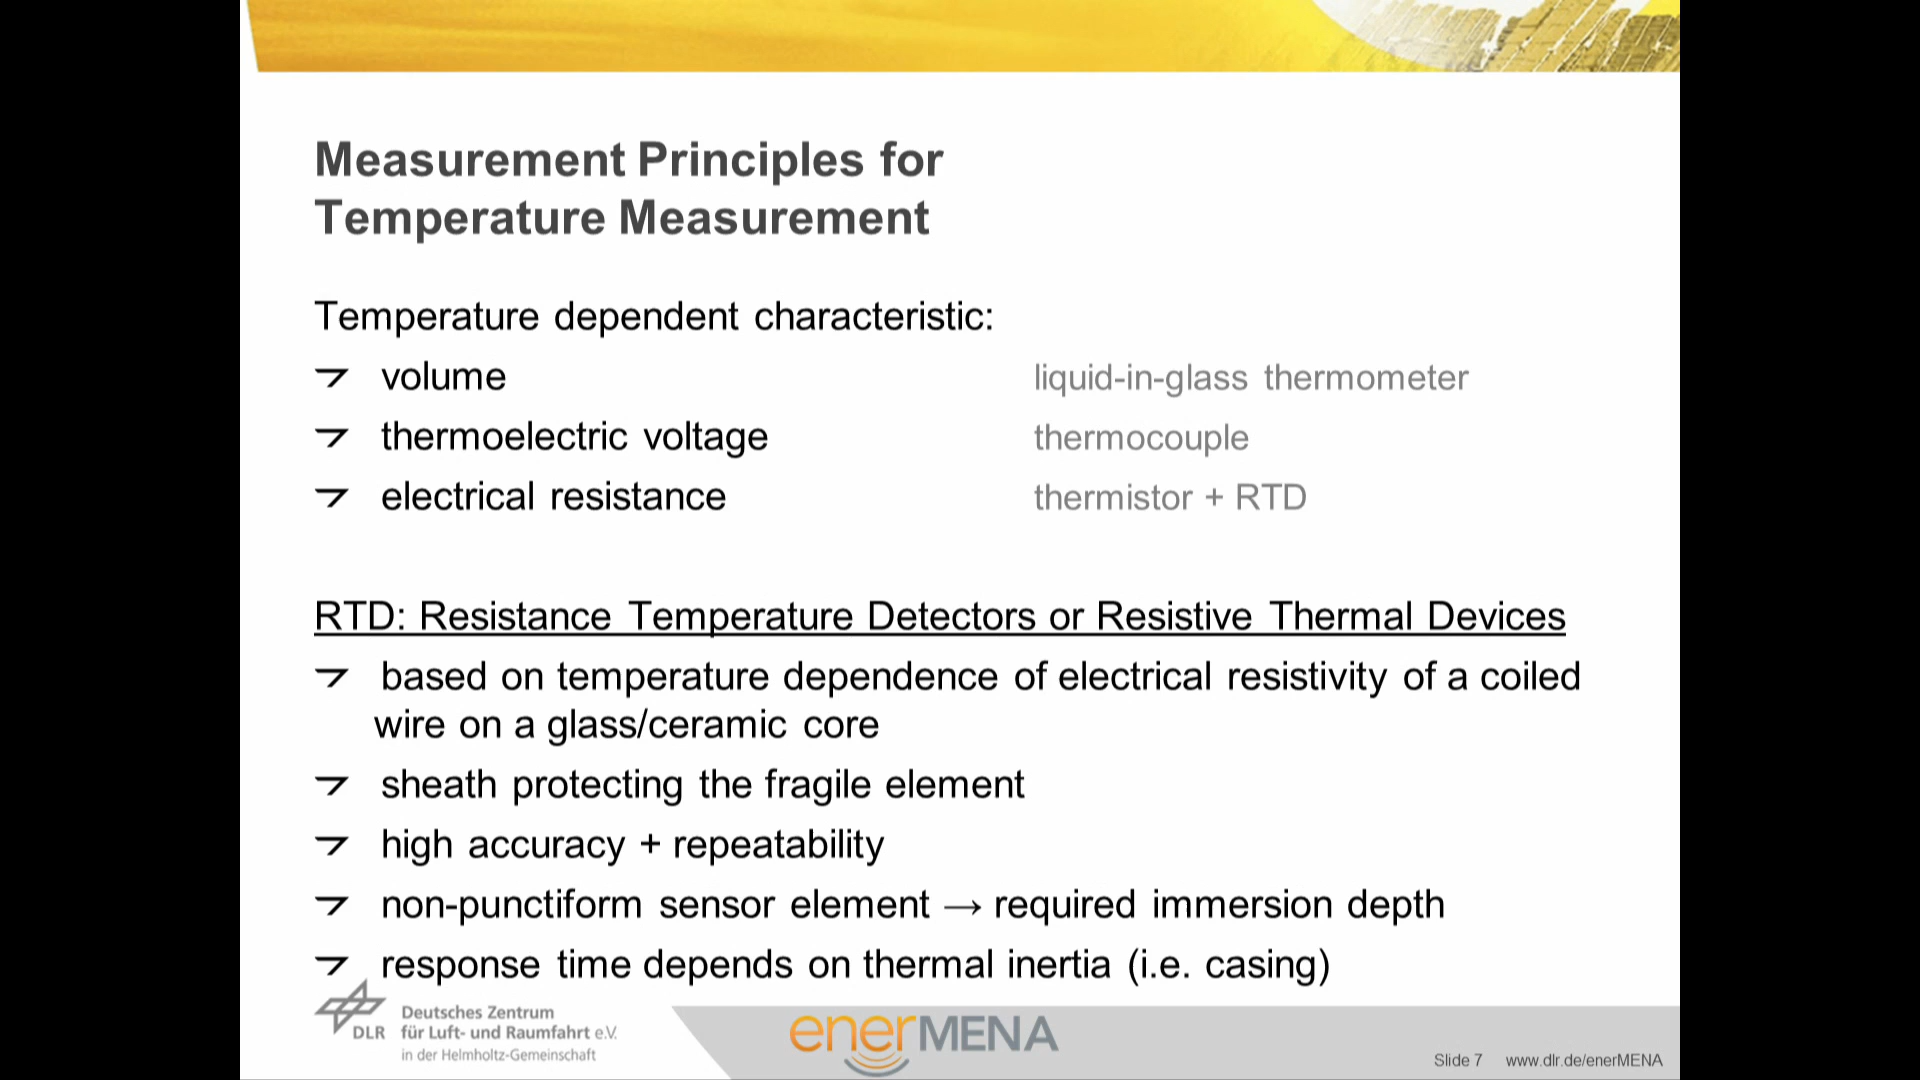 Measurement Principles for
Temperature Measurement
Temperature dependent characteristic:
volume liquid-in-glass thermometer
thermoelectric voltage thermocouple
electrical resistance thermistor + RTD
RTD: Resistance Temperature Detectors or Resistive Thermal Devices
based on temperature dependence of electrical resistivity of a coiled
wire on a glass/ceramic core
sheath protecting the fragile element
high accuracy + repeatability
non-punctiform sensor element → required immersion depth
response time depends on thermal inertia (i.e. casing)
DLR
Deutsches Zentrum
für Luft- und Raumfahrt e.V.
in der Helmholtz-Gemeinschaft
enerMENA
Slide 7 www.dlr.de/enerMENA